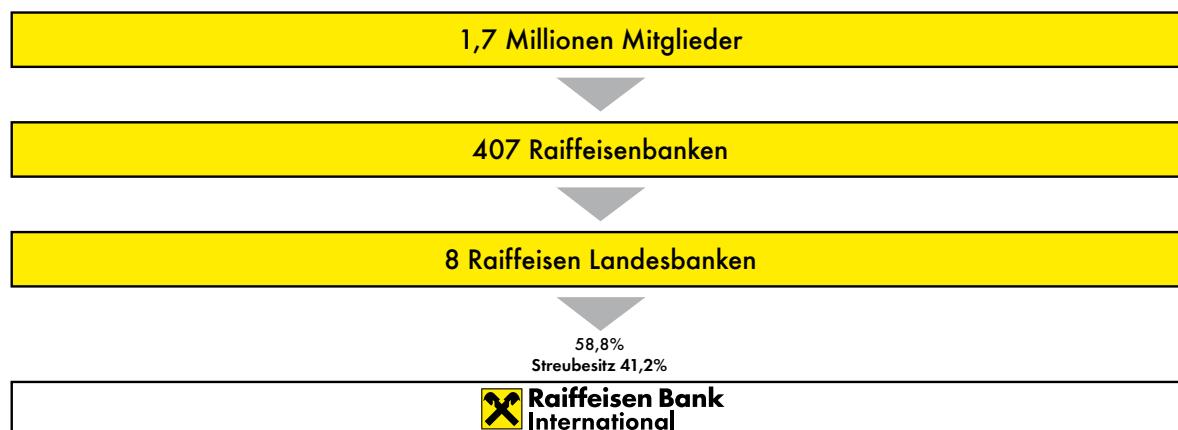 1,7 Millionen Mitglieder
407 Raiffeisenbanken
8 Raiffeisen Landesbanken
58,8%
Streubesitz 41,2%
Raiffeisen Bank
International